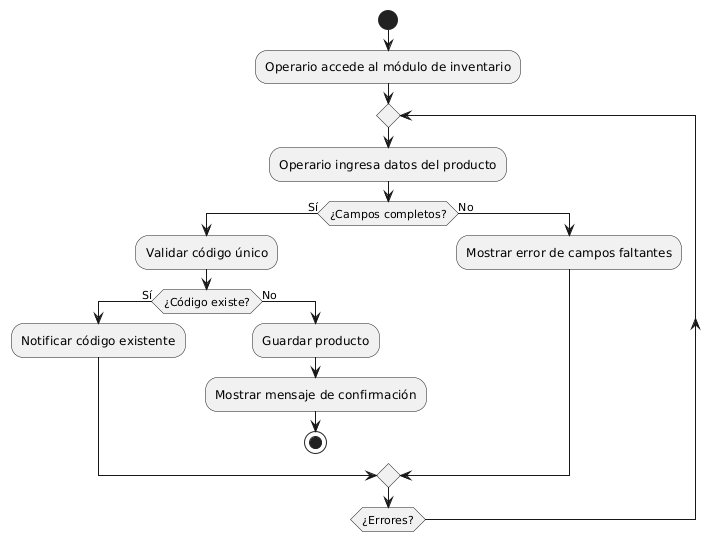 Operario accede al módulo de inventario
Operario ingresa datos del producto
¿Campos completos?
Sí
No
Validar código único
Mostrar error de campos faltantes
¿Código existe?
Sí
No
Notificar código existente
Guardar producto
Mostrar mensaje de confirmación
¿Errores?